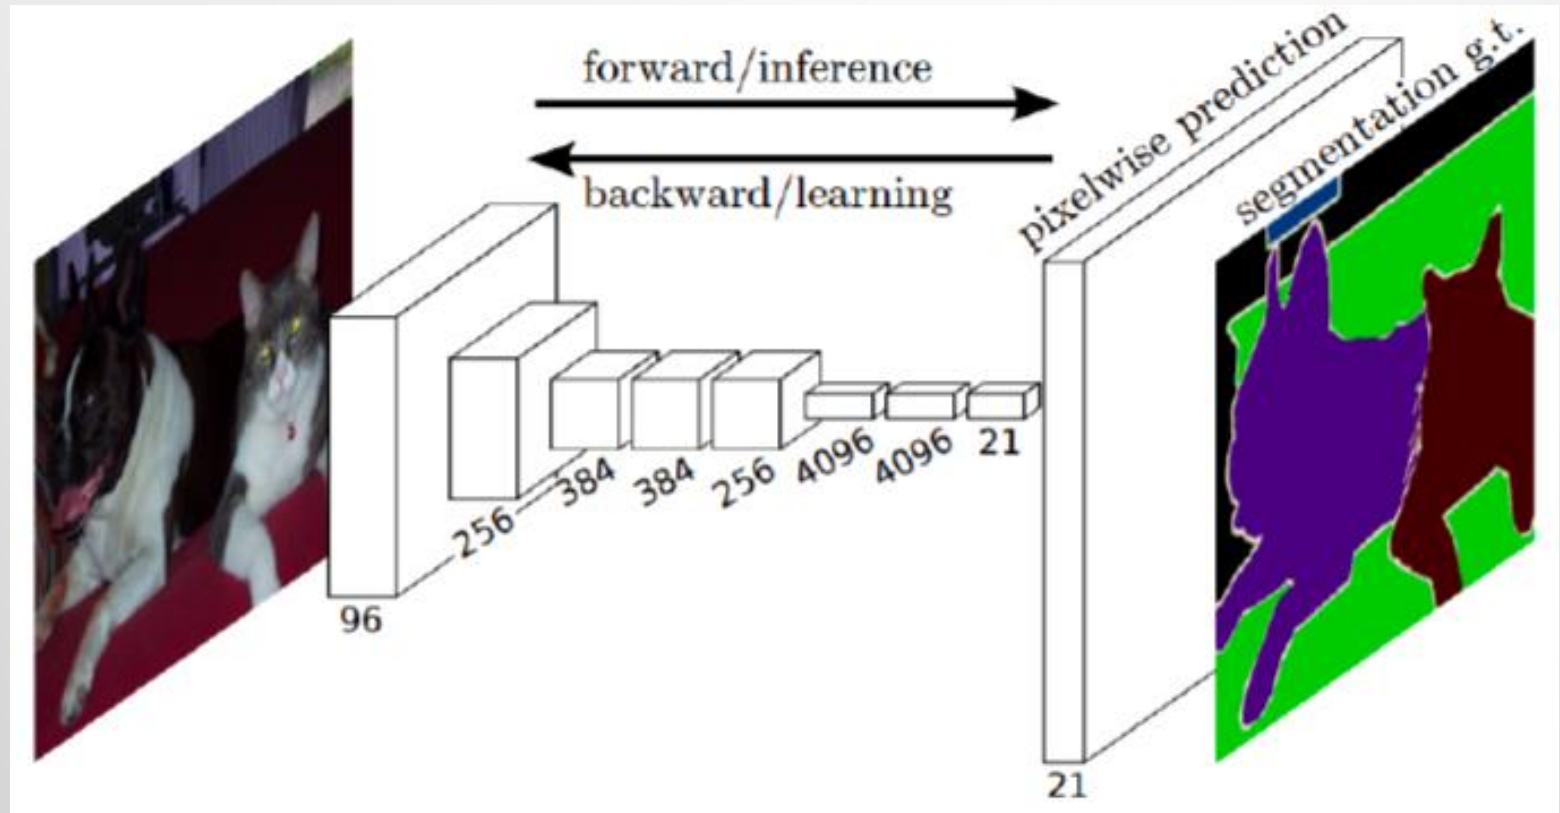 forward/inference
backward/learning
pixelwise prediction
segmentation g.t.
96
256
384
384
256
4096
4096
21
21